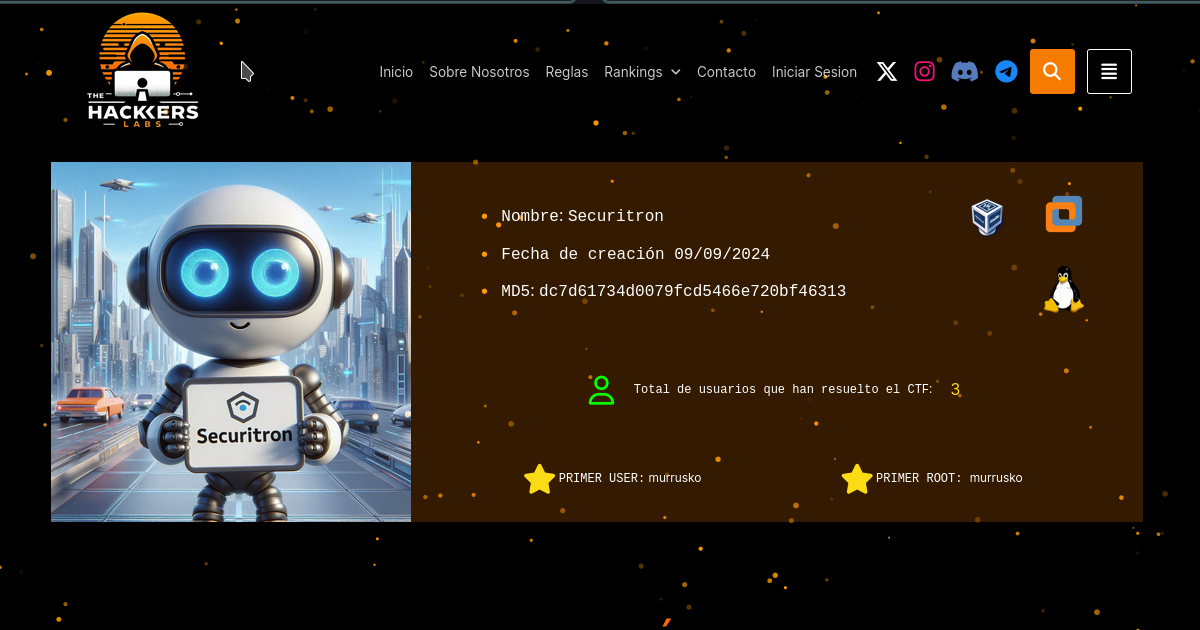 THE
HACKKERS
LABS
Inicio Sobre Nosotros Reglas Rankings Contacto Iniciar Sesion
Securitron
Nombre: Securitron
Fecha de creación 09/09/2024
MD5: dc7d61734d0079fcd5466e720bf46313
Total de usuarios que han resuelto el CTF: 3
PRIMER USER: murrusko
PRIMER ROOT: murrusko